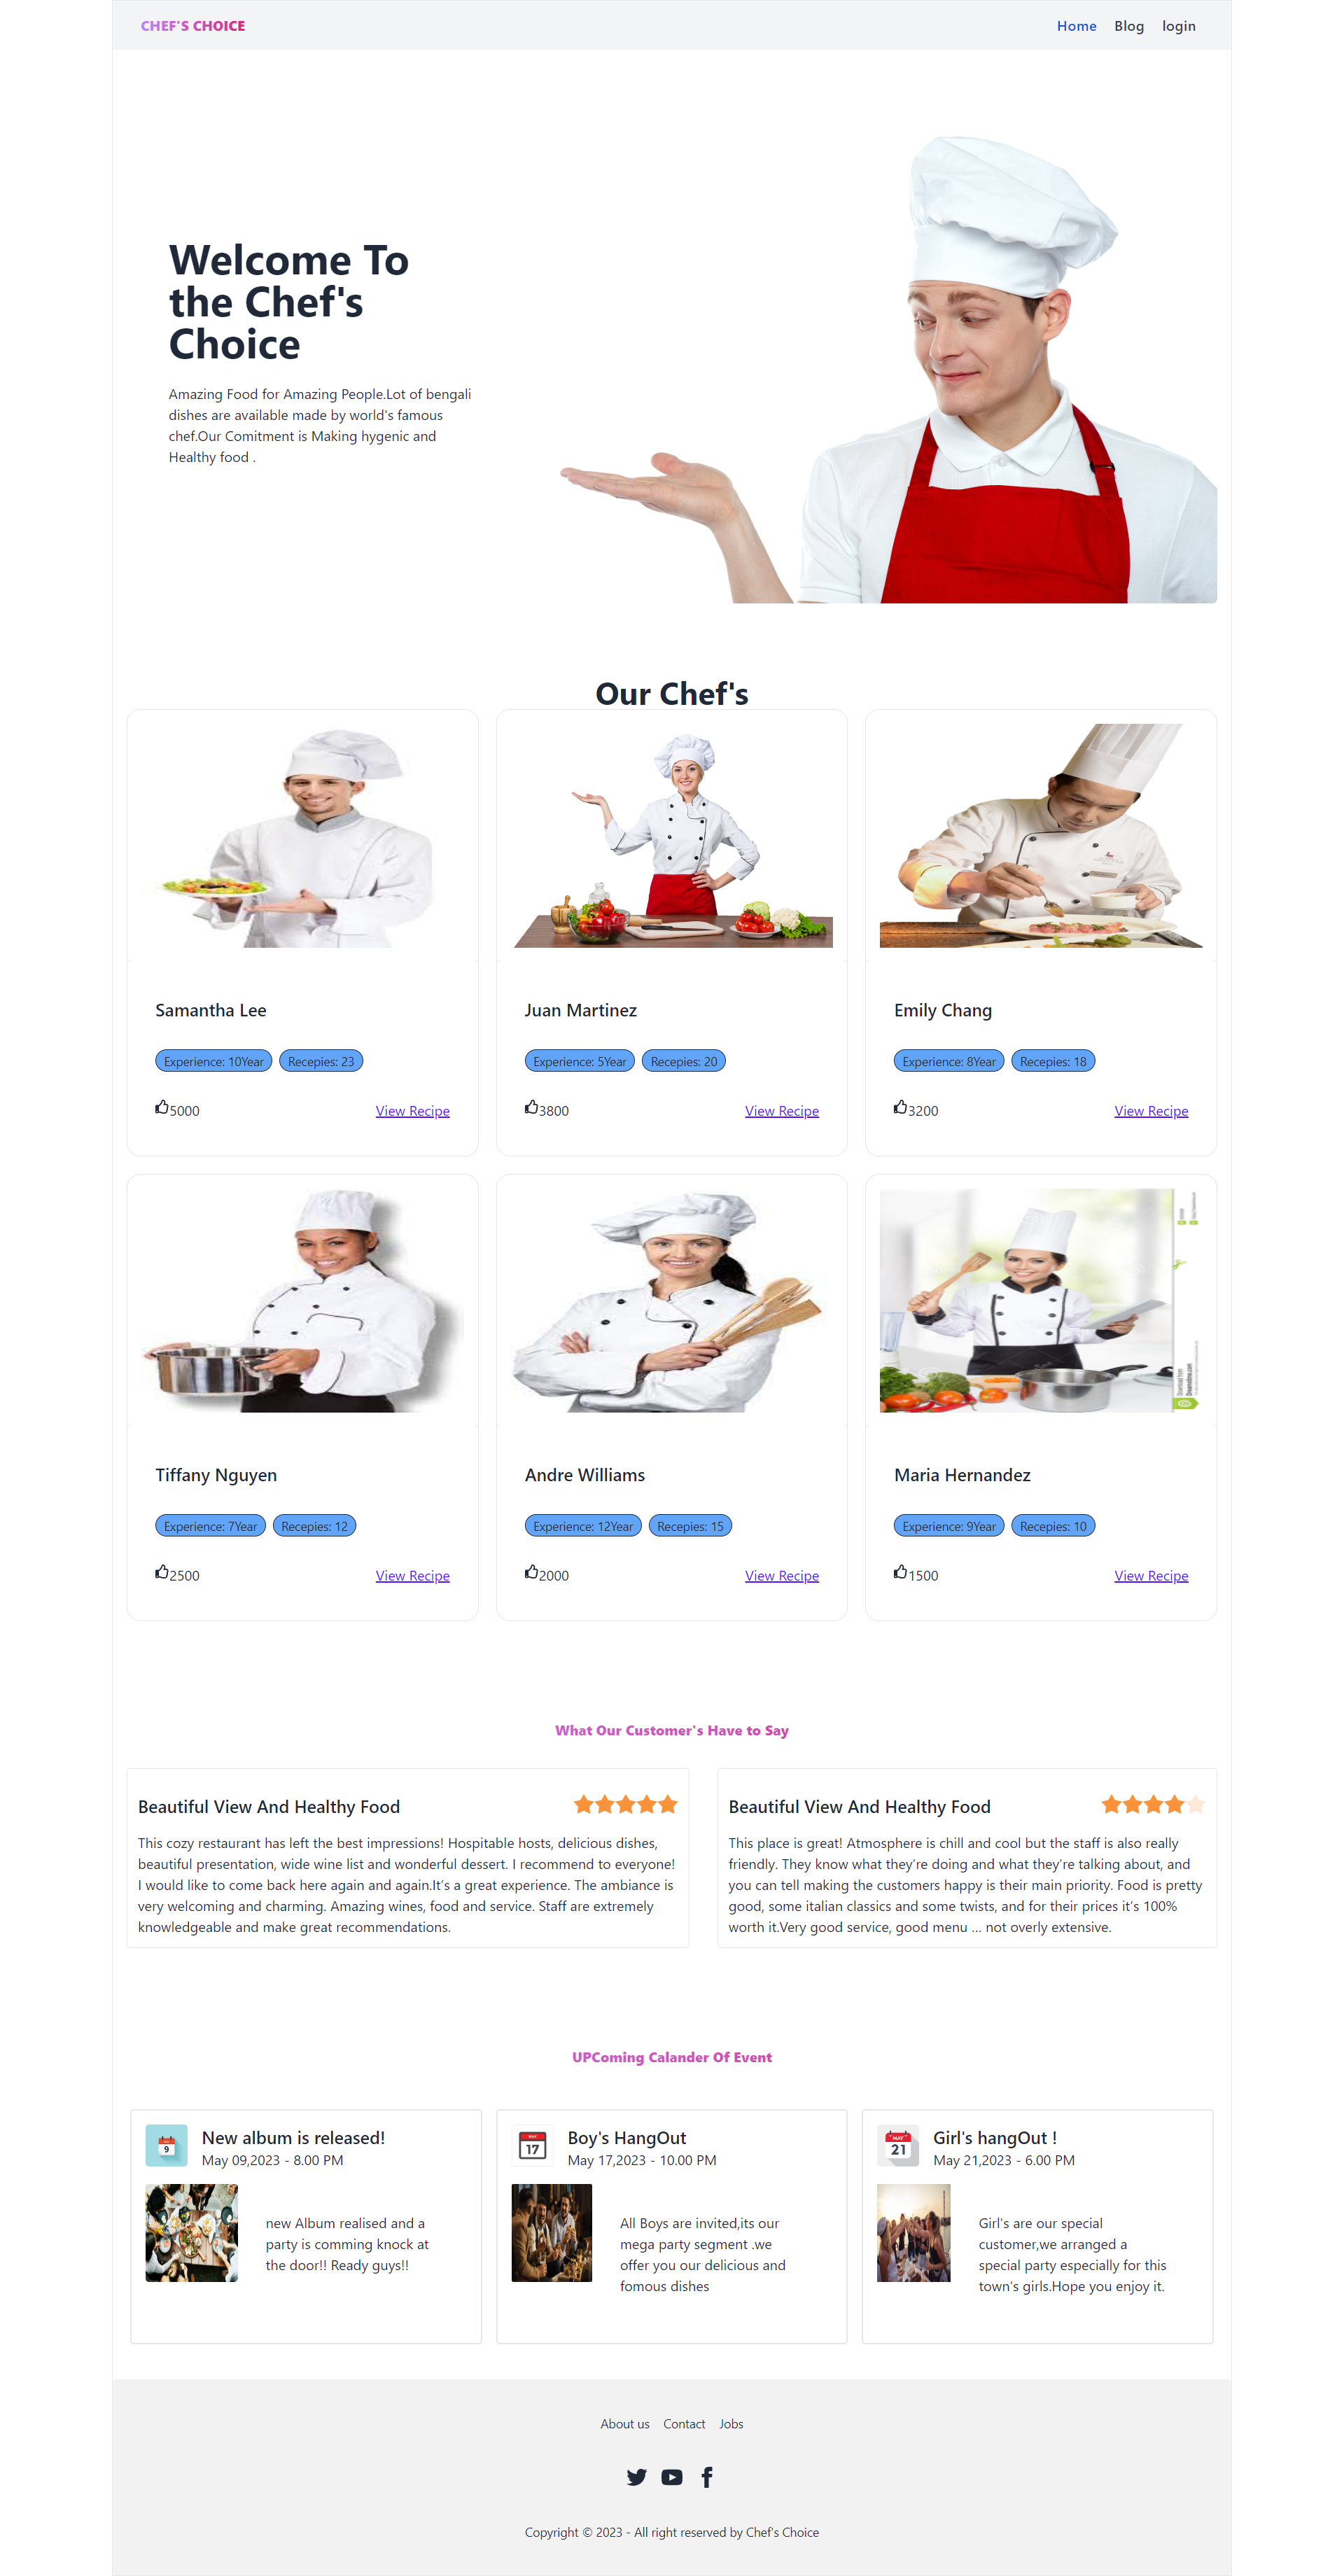 CHEF'S CHOICE
Home Blog login
Welcome To
the Chef's
Choice
Amazing Food for Amazing People.Lot of bengali
dishes are available made by world's famous
chef.Our Comitment is Making hygenic and
Healthy food .
Our Chef's
Samantha Lee
Experience: 10Year Recepies: 23
5000 View Recipe
Juan Martinez
Experience: 5Year Recepies: 20
3800 View Recipe
Emily Chang
Experience: 8Year Recepies: 18
3200 View Recipe
Tiffany Nguyen
Experience: 7Year Recepies: 12
2500 View Recipe
Andre Williams
Experience: 12Year Recepies: 15
2000 View Recipe
Maria Hernandez
Experience: 9Year Recepies: 10
1500 View Recipe
What Our Customer's Have to Say
Beautiful View And Healthy Food
This cozy restaurant has left the best impressions! Hospitable hosts, delicious dishes,
beautiful presentation, wide wine list and wonderful dessert. I recommend to everyone!
I would like to come back here again and again.It’s a great experience. The ambiance is
very welcoming and charming. Amazing wines, food and service. Staff are extremely
knowledgeable and make great recommendations.
Beautiful View And Healthy Food
This place is great! Atmosphere is chill and cool but the staff is also really
friendly. They know what they’re doing and what they’re talking about, and
you can tell making the customers happy is their main priority. Food is pretty
good, some italian classics and some twists, and for their prices it’s 100%
worth it.Very good service, good menu ... not overly extensive.
UPComing Calander Of Event
9
New album is released!
May 09,2023 - 8.00 PM
new Album realised and a
party is comming knock at
the door!! Ready guys!!
17
Boy's HangOut
May 17,2023 - 10.00 PM
All Boys are invited,its our
mega party segment .we
offer you our delicious and
fomous dishes
MAY
21
Girl's hangOut !
May 21,2023 - 6.00 PM
Girl's are our special
customer,we arranged a
special party especially for this
town's girls.Hope you enjoy it.
About us Contact Jobs
Copyright © 2023 - All right reserved by Chef's Choice